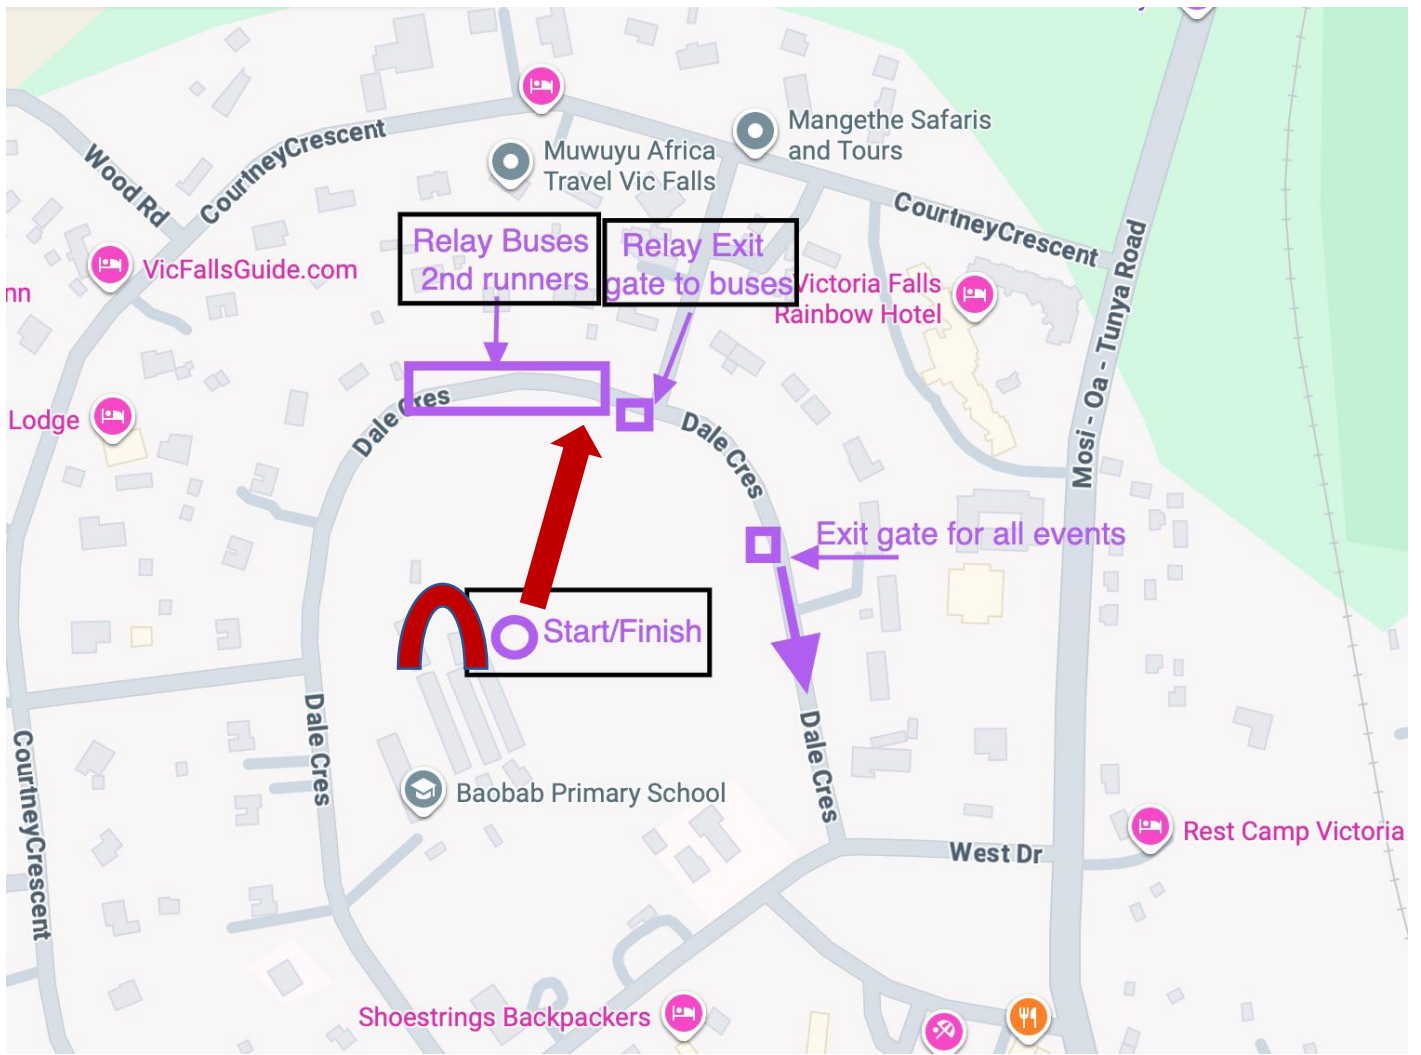 Mangethe Safaris
and Tours
CourtneyCrescent
Muwuyu Africa
Travel Vic Falls
Wood Rd
CourtneyCrescent
Relay Buses
2nd runners
Relay Exit
gate to buses
VicFallsGuide.com
nn
Victoria Falls
Rainbow Hotel
Mosi - Oa - Tunya Road
Lodge
Dale Cres
Dale Cres
Exit gate for all events
Start/Finish
Dale Cres
Dale Cres
CourtneyCrescent
Baobab Primary School
Rest Camp Victoria
West Dr
Shoestrings Backpackers